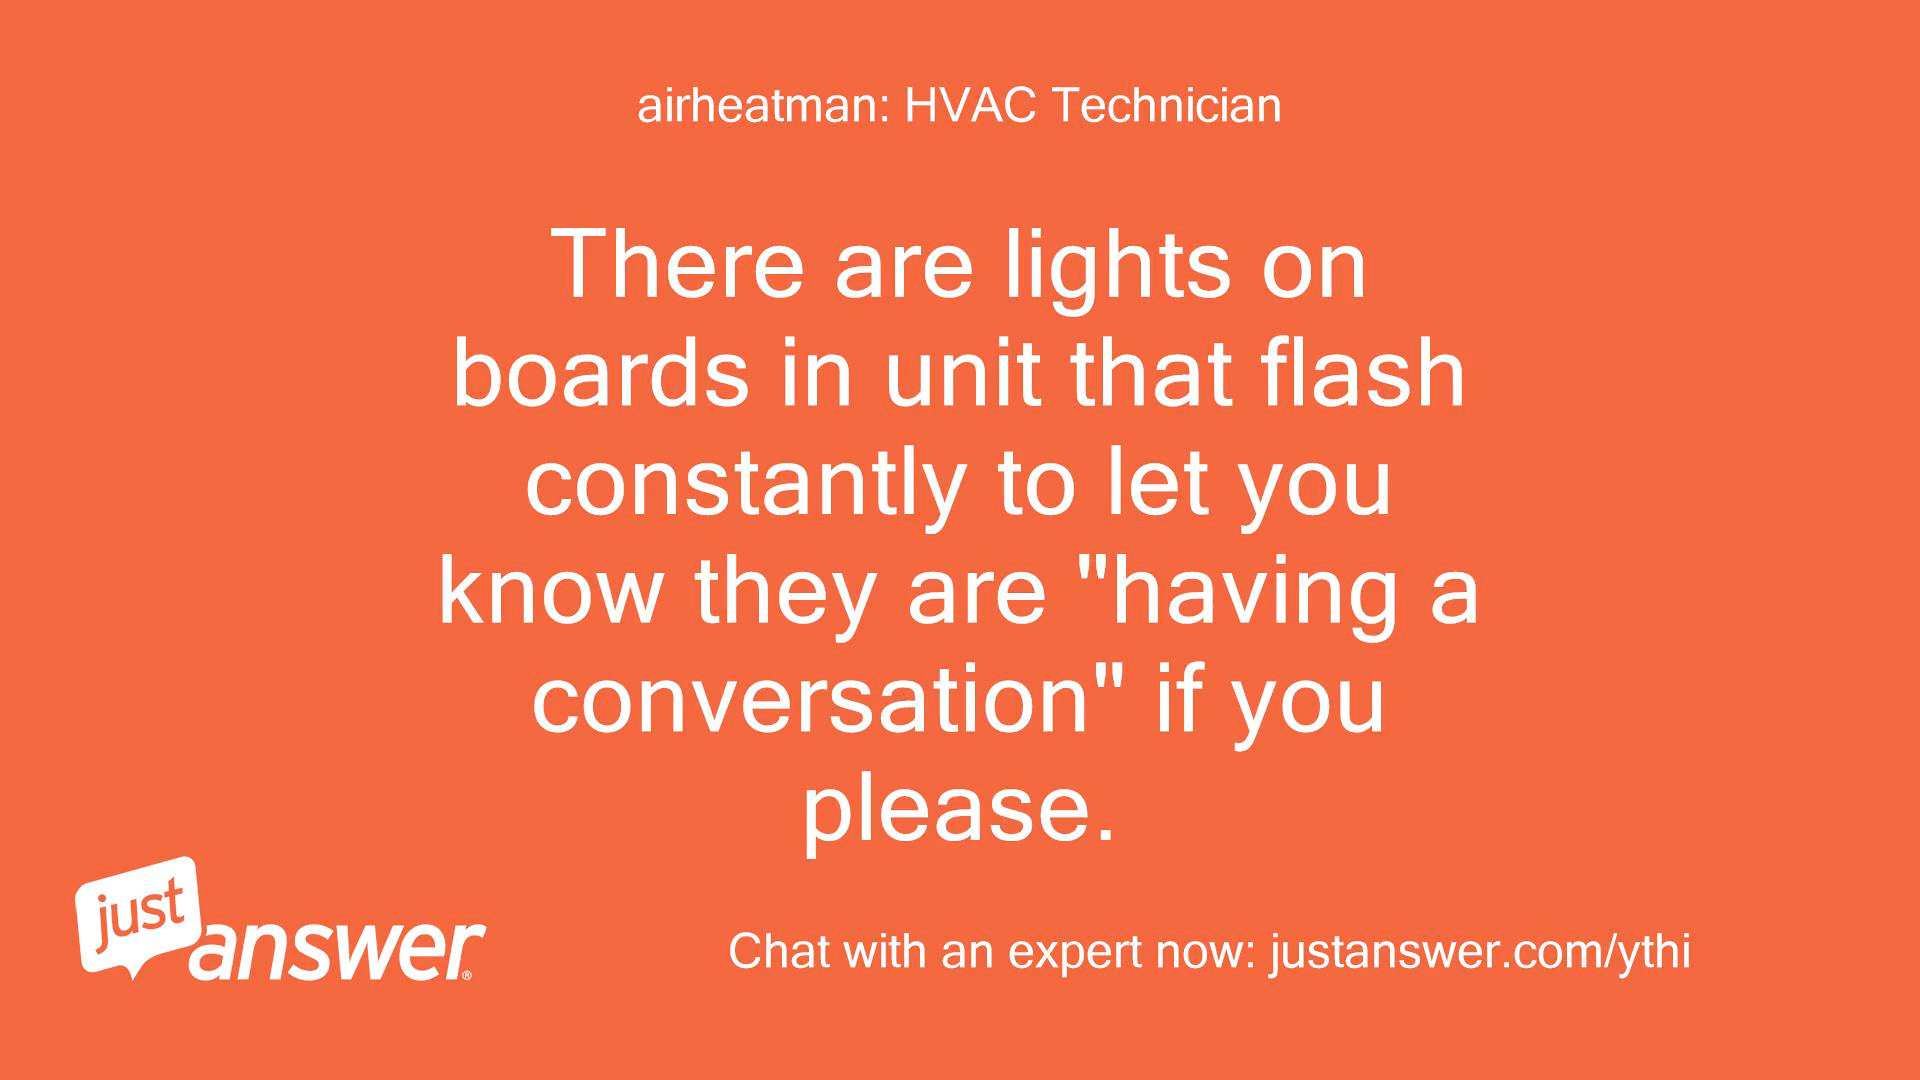 airheatman: HVAC Technician
There are lights on
boards in unit that flash
constantly to let you
know they are "having a
conversation" if you
please.
just
answer®
Chat with an expert now: justanswer.com/ythi